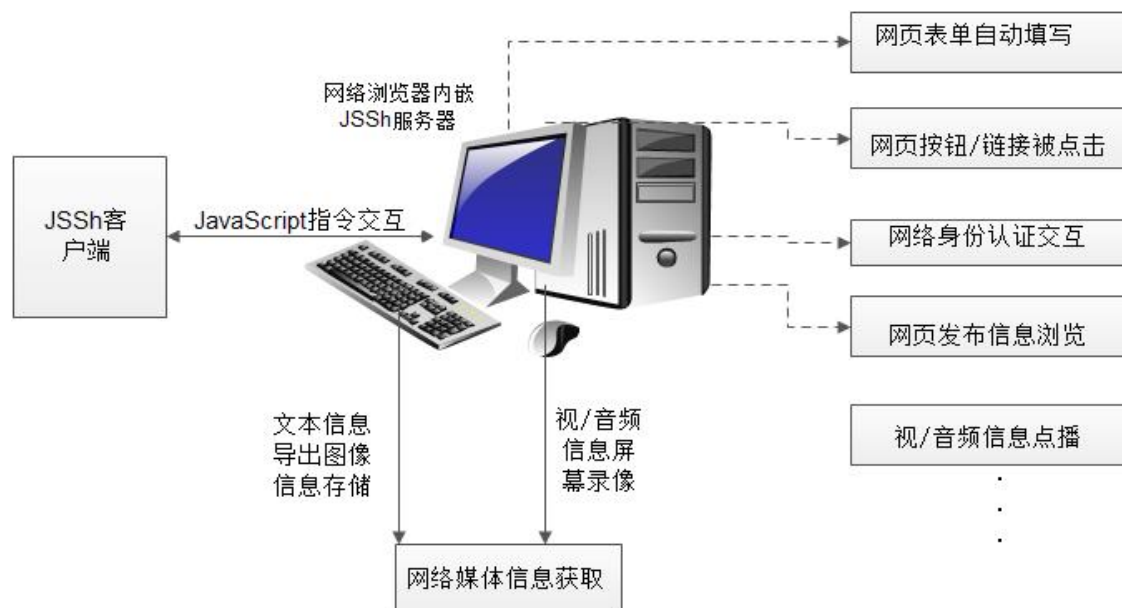 网页表单自动填写
网络浏览器内嵌
JSSh服务器
网页按钮/链接被点击
JSSh客
户端
JavaScript指令交互
网络身份认证交互
网页发布信息浏览
文本信息
导出图像
信息存储
视/音频
信息屏
幕录像
视/音频信息点播
网络媒体信息获取